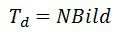 T_d = NBild